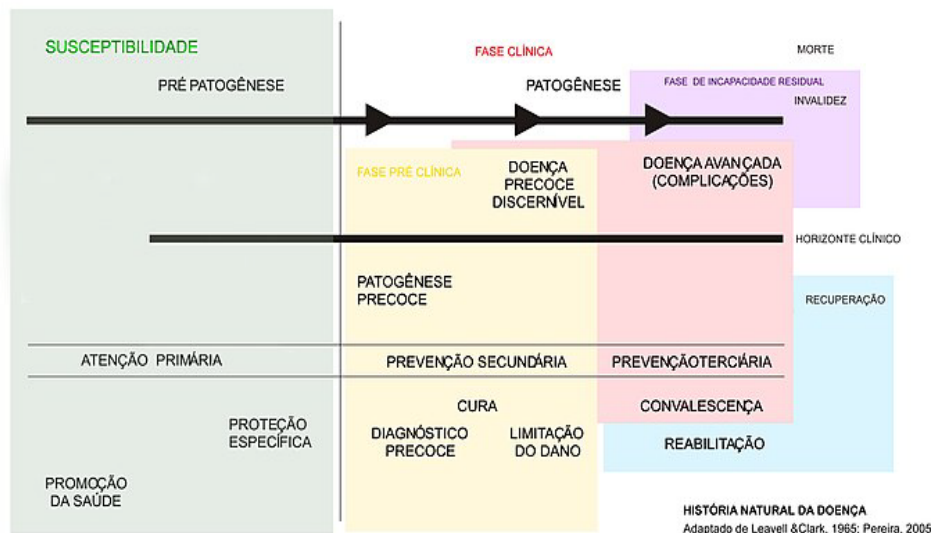 SUSCEPTIBILIDADE
FASE CLÍNICA
MORTE
PRÉ PATOGÊNESE
PATOGÊNESE
FASE DE INCAPACIDADE RESIDUAL
INVALIDEZ
FASE PRÉ CLÍNICA
DOENÇA
PRECOCE
DISCERNÍVEL
DOENÇA AVANÇADA
(COMPLICAÇÕES)
HORIZONTE CLÍNICO
PATOGÊNESE
PRECOCE
RECUPERAÇÃO
ATENÇÃO PRIMÁRIA
PREVENÇÃO SECUNDÁRIA
PREVENÇÃOTERCIÁRIA
CURA
CONVALESCENÇA
PROTEÇÃO
ESPECÍFICA
DIAGNÓSTICO
PRECOCE
LIMITAÇÃO
DO DANO
REABILITAÇÃO
PROMOÇÃO
DA SAÚDE
HISTÓRIA NATURAL DA DOENÇA
Adaptado de Leavell &Clark, 1965; Pereira, 2005